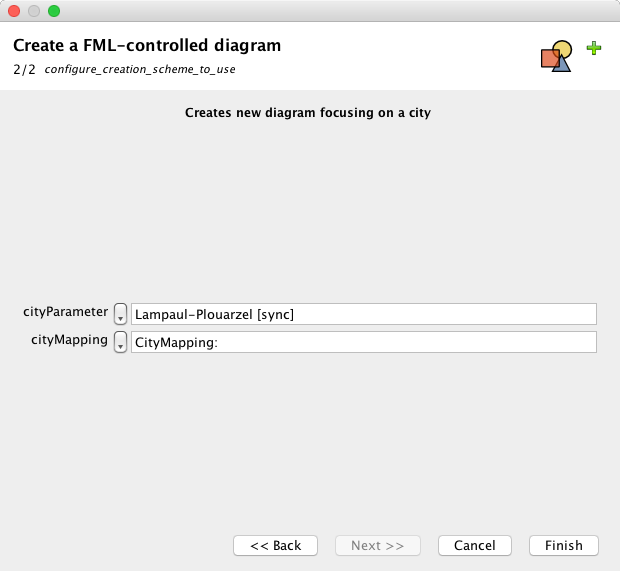 Create a FML-controlled diagram
2/2 configure_creation_scheme_to_use
Creates new diagram focusing on a city
cityParameter Lampaul-Plouarzel [sync]
cityMapping CityMapping:
<< Back Next >> Cancel Finish